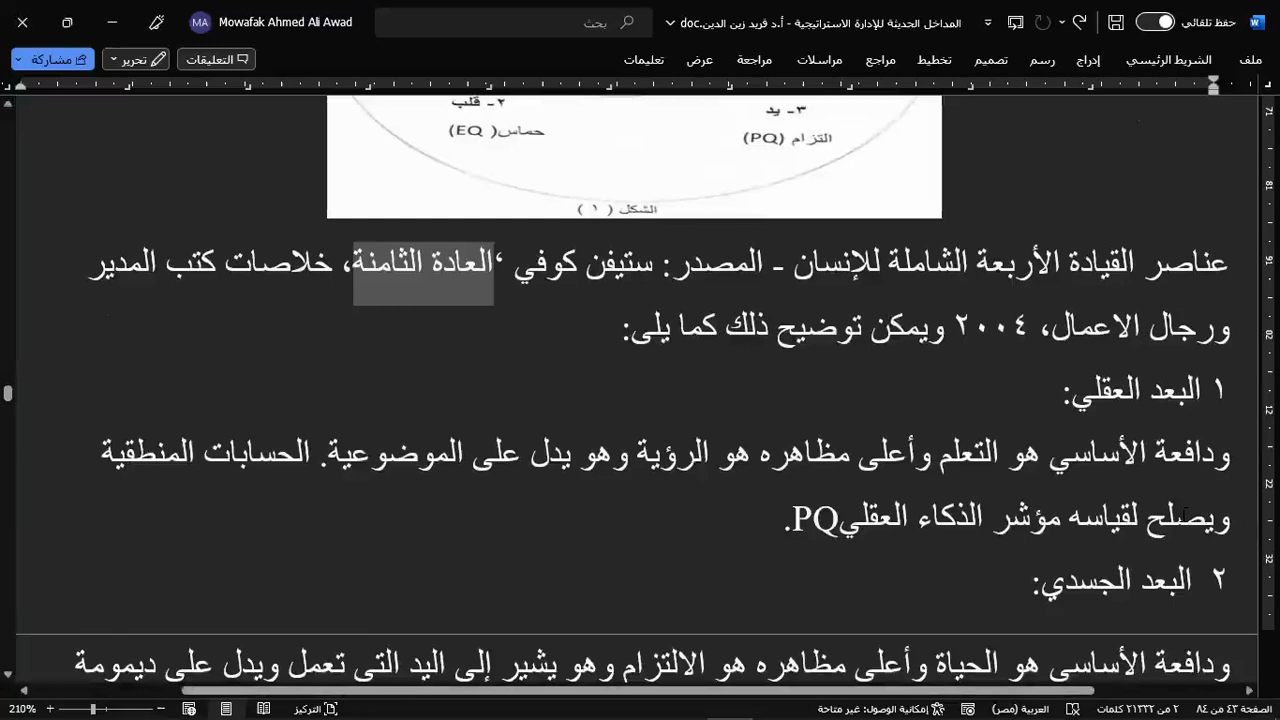 حفظ تلقائي
المداخل الحديثة للإدارة الاستراتيجية - أ.د فريد زين الدين.doc
بحث
Mowafak Ahmed Ali Awad
MA
ملف الشريط الرئيسي إدراج رسم تصميم تخطيط مراجع مراسلات مراجعة عرض تعليمات
التعليقات تحرير مشاركة
٢- قلب
٣- يد
حماس( EQ)
التزام (PQ)
الشكل ( ١ )
عناصر القيادة الأربعة الشاملة للإنسان - المصدر: ستيفن كوفي ‘العادة الثامنة، خلاصات كتب المدير
ورجال الاعمال، ٢٠٠٤ ويمكن توضيح ذلك كما يلى:
١ البعد العقلي:
ودافعة الأساسي هو التعلم وأعلى مظاهره هو الرؤية وهو يدل على الموضوعية. الحسابات المنطقية
ويصلح لقياسه مؤشر الذكاء العقليPQ.
٢ البعد الجسدي:
ودافعة الأساسى هو الحياة وأعلى مظاهره هو الالتزام وهو يشير إلى اليد التى تعمل ويدل على ديمومة
الصفحة ٤٣ من ٨٤
٢ من ٢١٣٢٢ كلمات
العربية (مصر)
إمكانية الوصول: غير متاحة
التركيز
210%